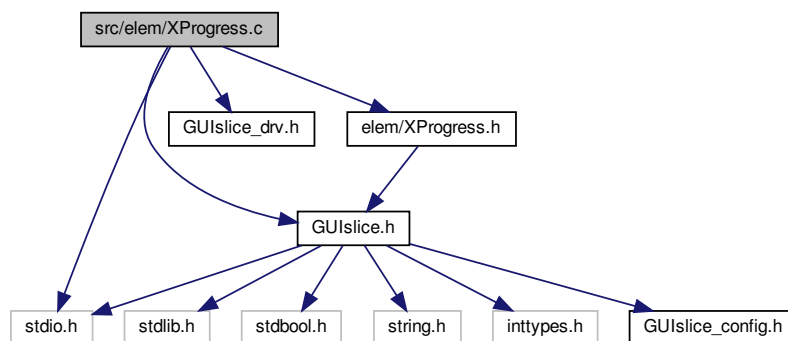 src/elem/XProgress.c
GUIslice_drv.h
elem/XProgress.h
GUIslice.h
stdio.h
stdlib.h
stdbool.h
string.h
inttypes.h
GUIslice_config.h